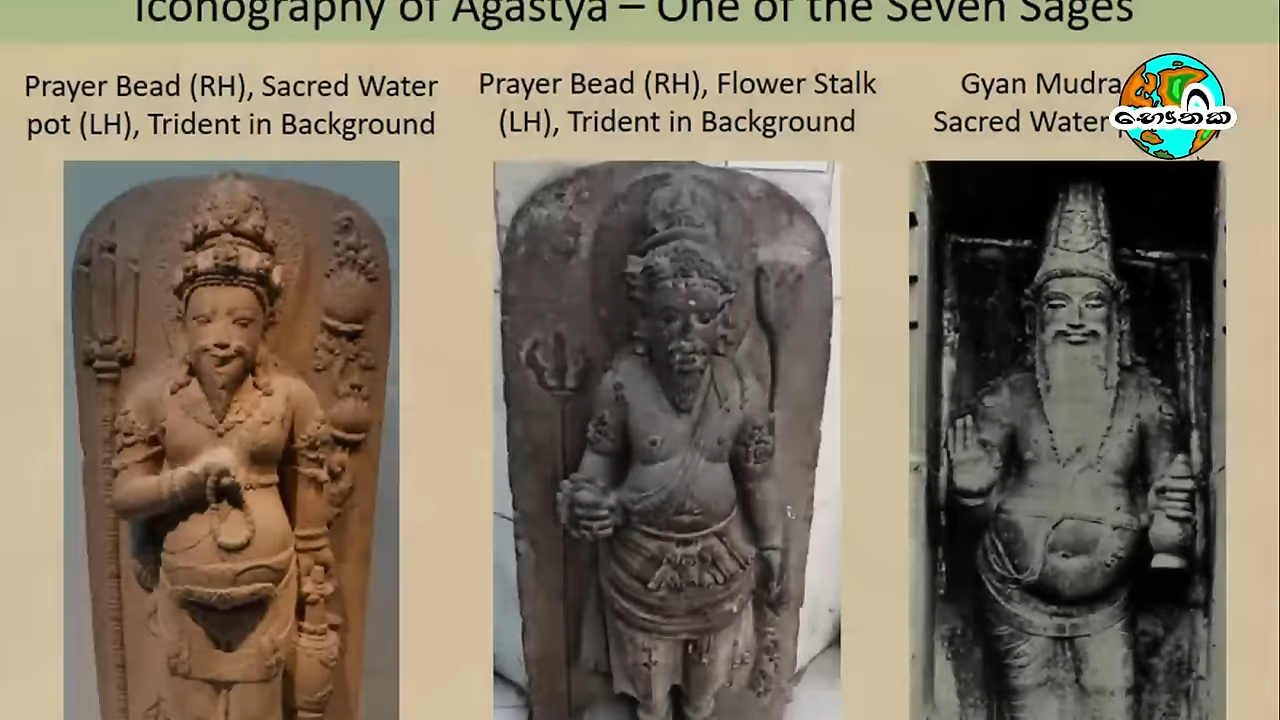 Iconography of Agastya – One of the Seven Sages
Prayer Bead (RH), Sacred Water
pot (LH), Trident in Background
Prayer Bead (RH), Flower Stalk
(LH), Trident in Background
Gyan Mudra
Sacred Water
භෞතික